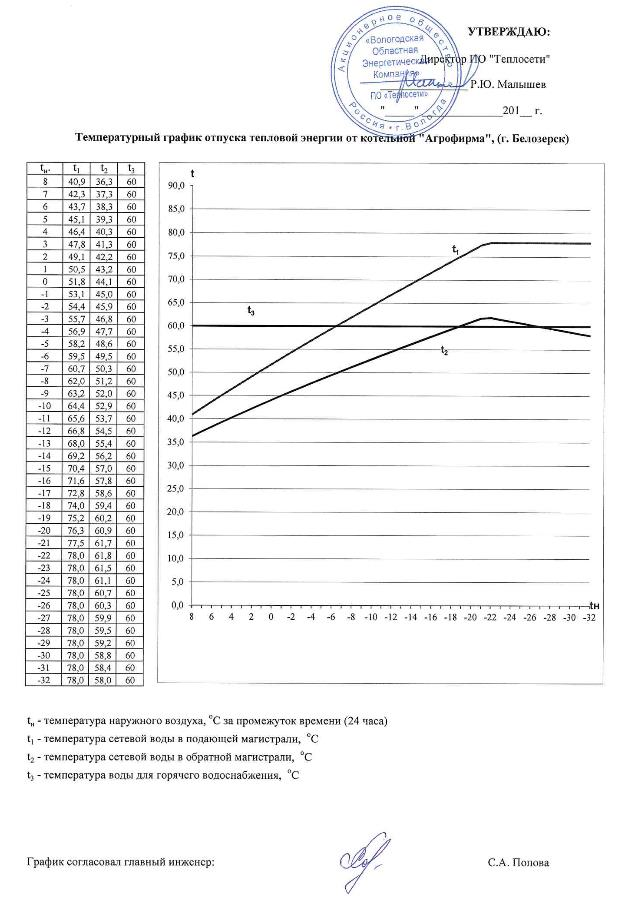 УТВЕРЖДАЮ:
Акционерное общество
«Вологодская
Областная
Энергетическая
Компания»
ПО «Теплосети»
Россия • г. Вологда
Директор ПО "Теплосети"
Р.Ю. Малышев
"_____" ______________201__ г.
Температурный график отпуска тепловой энергии от котельной "Агрофирма", (г. Белозерск)
tн. t1 t2 t3
8 40,9 36,3 60
7 42,3 37,3 60
6 43,7 38,3 60
5 45,1 39,3 60
4 46,4 40,3 60
3 47,8 41,3 60
2 49,1 42,2 60
1 50,5 43,2 60
0 51,8 44,1 60
-1 53,1 45,0 60
-2 54,4 45,9 60
-3 55,7 46,8 60
-4 56,9 47,7 60
-5 58,2 48,6 60
-6 59,5 49,5 60
-7 60,7 50,3 60
-8 62,0 51,2 60
-9 63,2 52,0 60
-10 64,4 52,9 60
-11 65,6 53,7 60
-12 66,8 54,5 60
-13 68,0 55,4 60
-14 69,2 56,2 60
-15 70,4 57,0 60
-16 71,6 57,8 60
-17 72,8 58,6 60
-18 74,0 59,4 60
-19 75,2 60,2 60
-20 76,3 60,9 60
-21 77,5 61,7 60
-22 78,0 61,8 60
-23 78,0 61,5 60
-24 78,0 61,1 60
-25 78,0 60,7 60
-26 78,0 60,3 60
-27 78,0 59,9 60
-28 78,0 59,5 60
-29 78,0 59,2 60
-30 78,0 58,8 60
-31 78,0 58,4 60
-32 78,0 58,0 60
t
90,0
85,0
80,0
75,0
70,0
65,0
60,0
55,0
50,0
45,0
40,0
35,0
30,0
25,0
20,0
15,0
10,0
5,0
0,0
t1
t3
t2
tн
8 6 4 2 0 -2 -4 -6 -8 -10 -12 -14 -16 -18 -20 -22 -24 -26 -28 -30 -32
tн - температура наружного воздуха, °С за промежуток времени (24 часа)
t1 - температура сетевой воды в подающей магистрали, °С
t2 - температура сетевой воды в обратной магистрали, °С
t3 - температура воды для горячего водоснабжения, °С
График согласовал главный инженер:
С.А. Попова